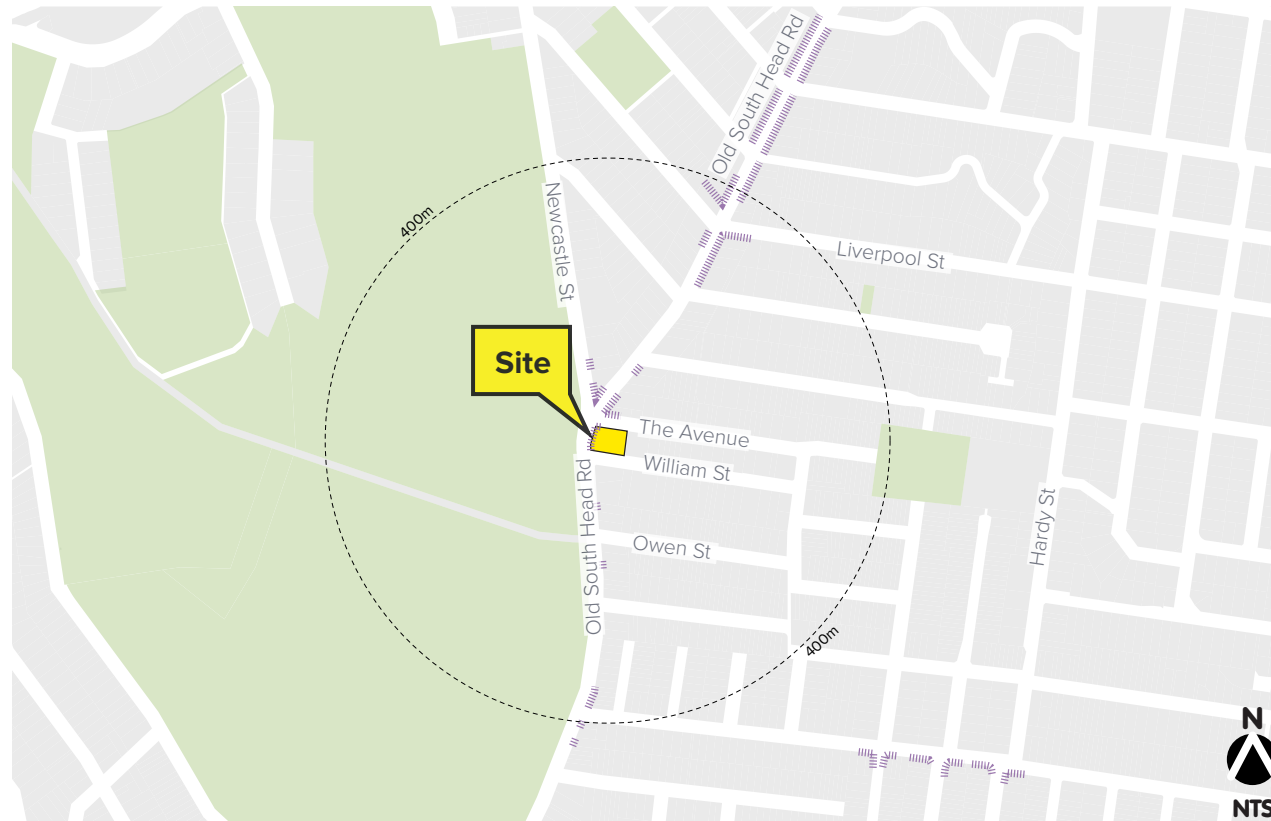 Old South Head Rd
Newcastle St
400m
Liverpool St
Site
The Avenue
William St
Old South Head Rd
Owen St
Hardy St
400m
N
NTS